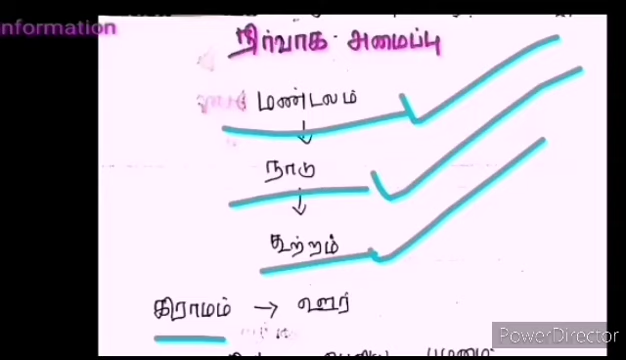 nformation
நிர்வாக அமைப்பு
மண்டலம்
நாடு
கூற்றம்
கிராமம் → ஊர்
PowerDirector